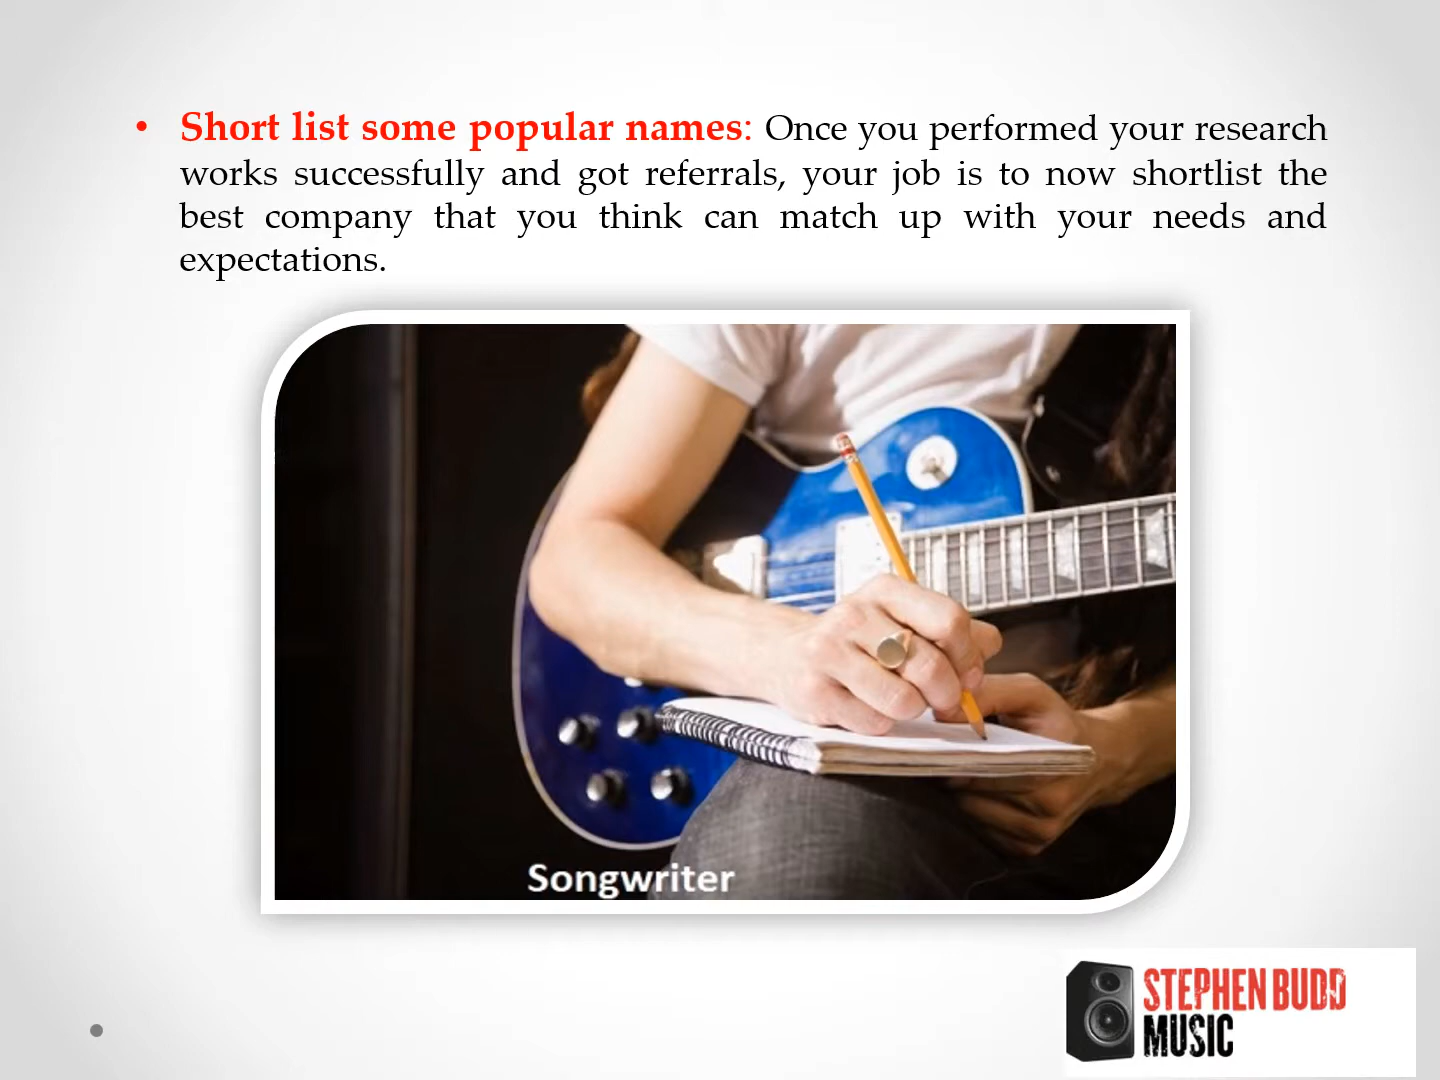 • Short list some popular names: Once you performed your research
works successfully and got referrals, your job is to now shortlist the
best company that you think can match up with your needs and
expectations.
Songwriter
STEPHEN BUDD
MUSIC